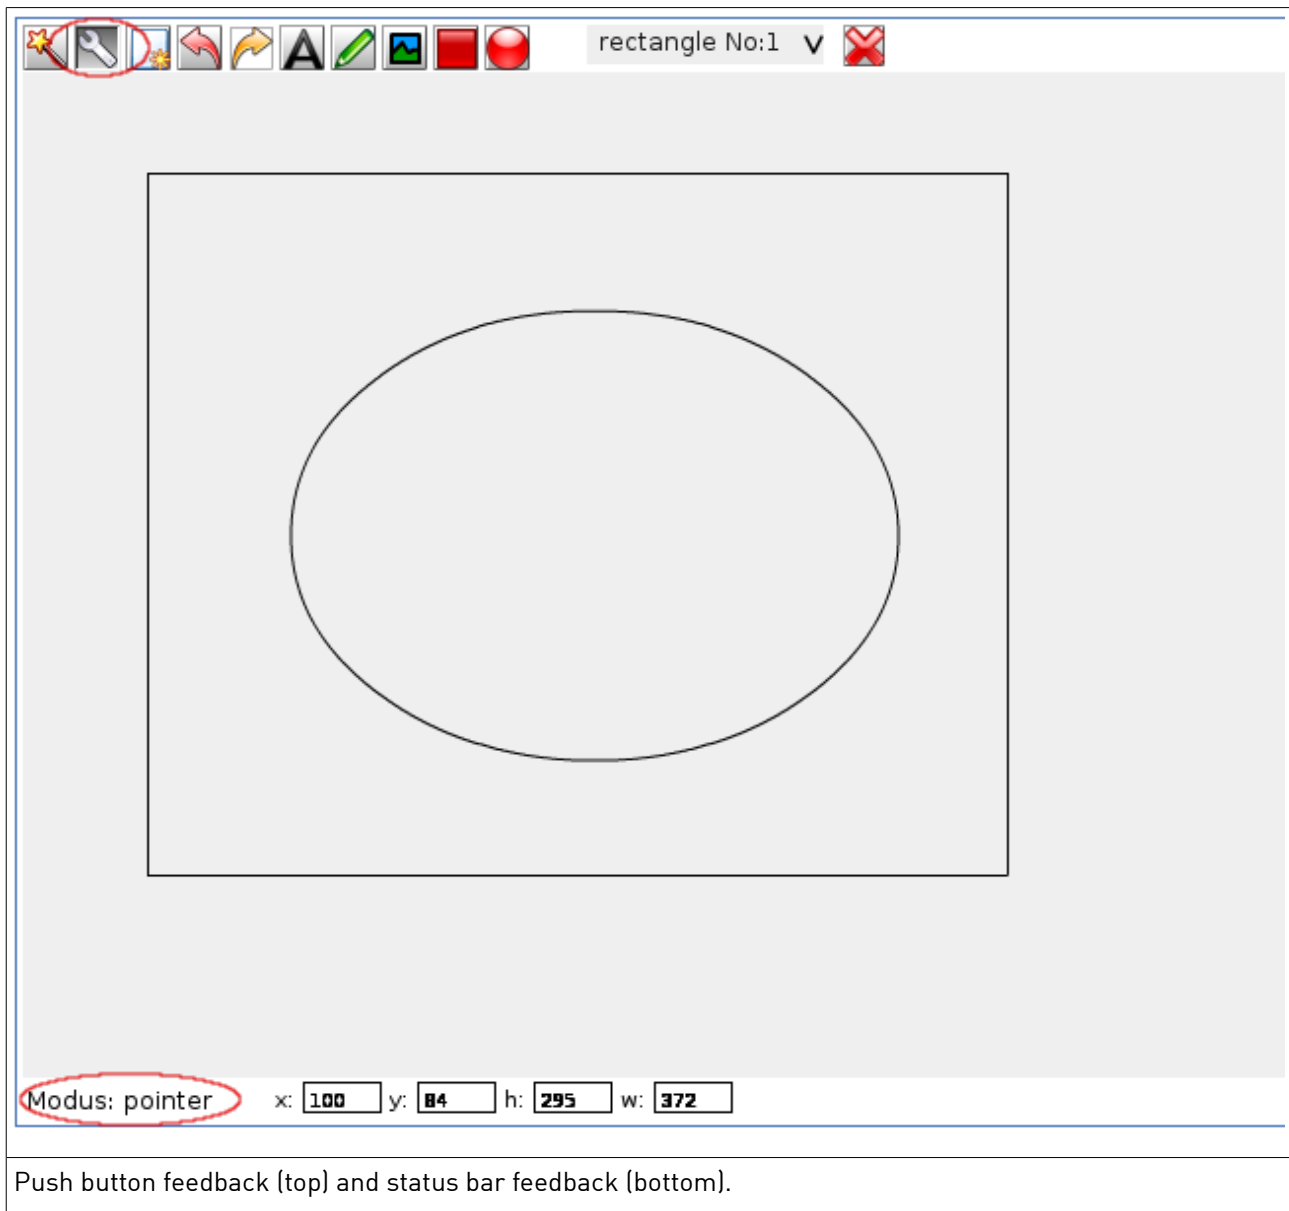 A rectangle No:1 v
Modus: pointer x: 100 y: 84 h: 295 w: 372
Push button feedback (top) and status bar feedback (bottom).